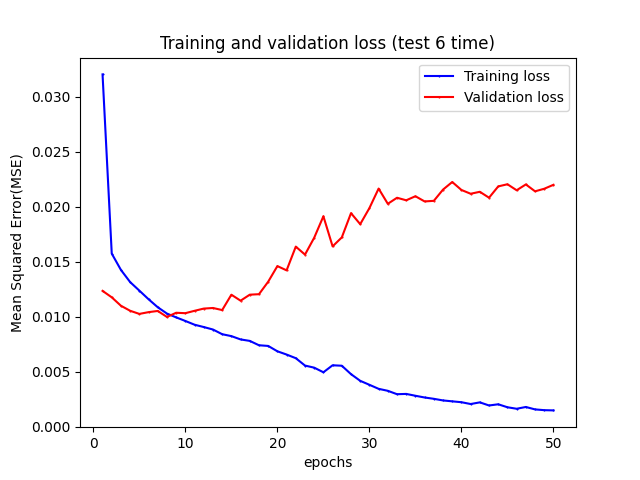 Training and validation loss (test 6 time)
Training loss
Validation loss
0.030
0.025
0.020
0.015
0.010
0.005
0.000
Mean Squared Error(MSE)
0 10 20 30 40 50
epochs